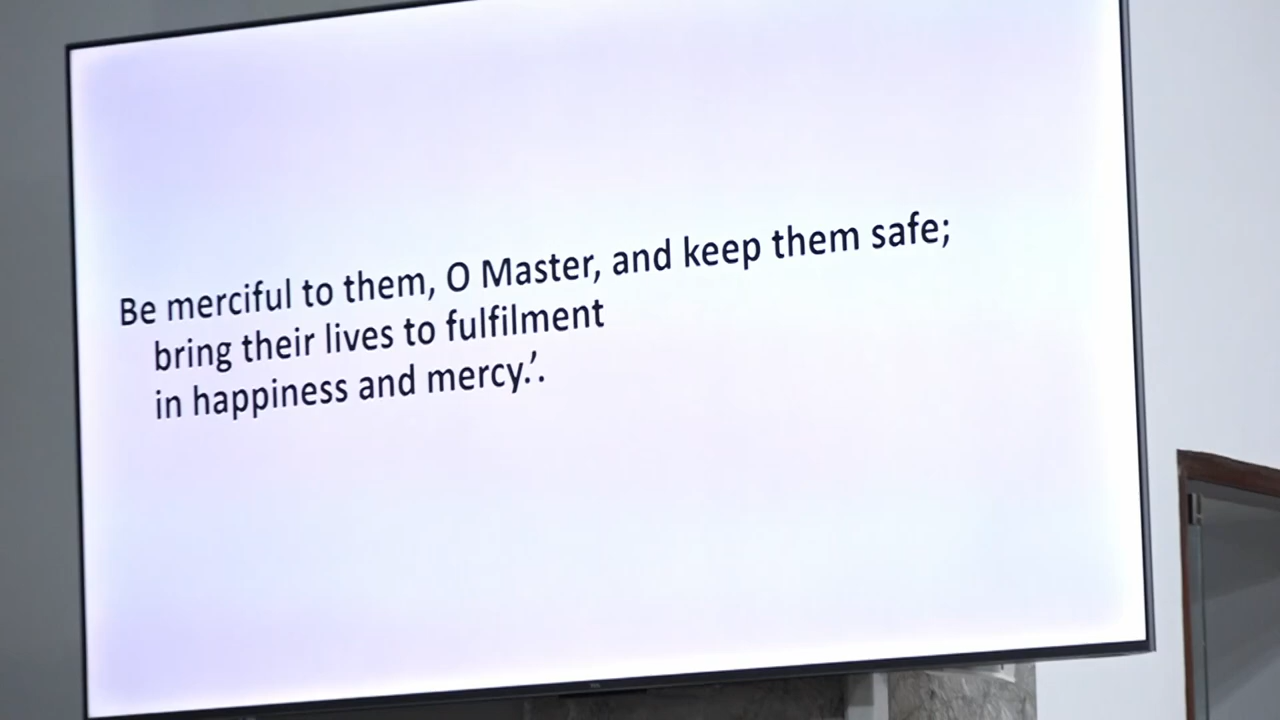 Be merciful to them, O Master, and keep them safe;
bring their lives to fulfilment
in happiness and mercy.’.